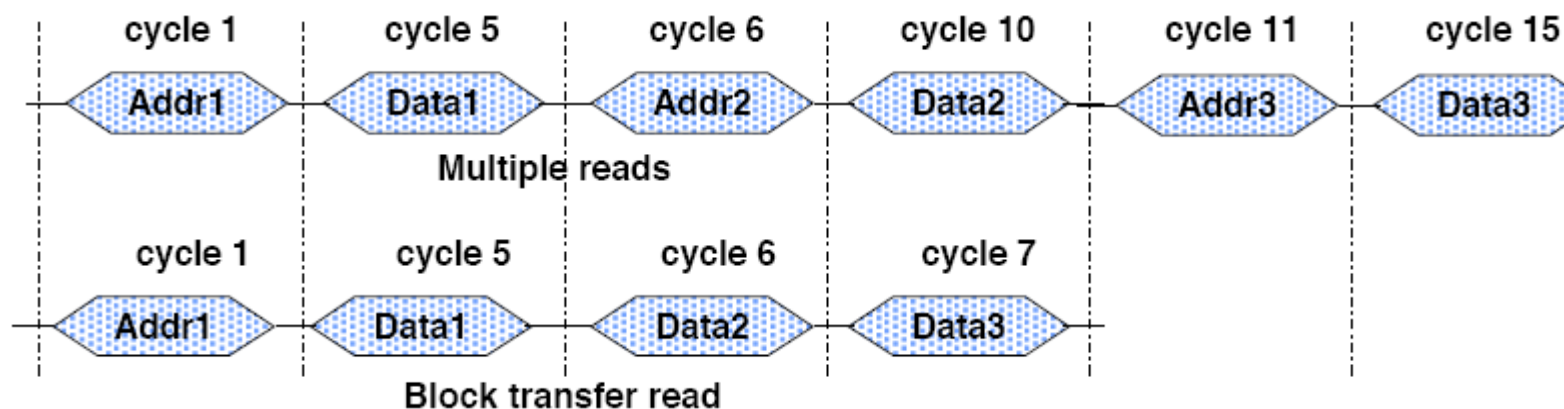 cycle 1 cycle 5 cycle 6 cycle 10 cycle 11 cycle 15
Addr1 Data1 Addr2 Data2 Addr3 Data3
Multiple reads
cycle 1 cycle 5 cycle 6 cycle 7
Addr1 Data1 Data2 Data3
Block transfer read